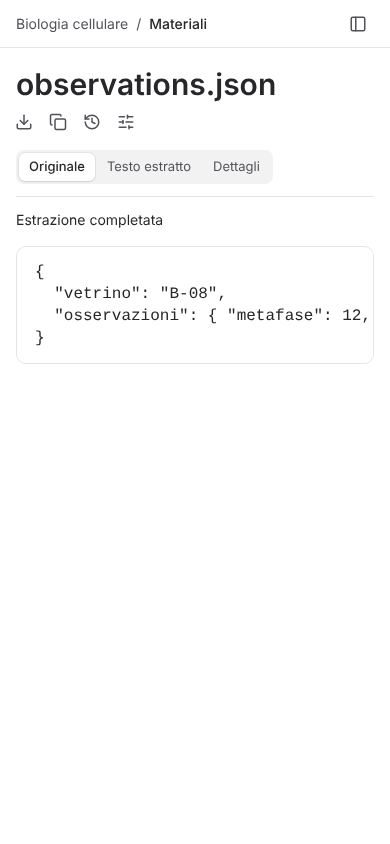 Biologia cellulare / Materiali
observations.json
Originale Testo estratto Dettagli
Estrazione completata
{
  "vetrino": "B-08",
  "osservazioni": { "metafase": 12,
}